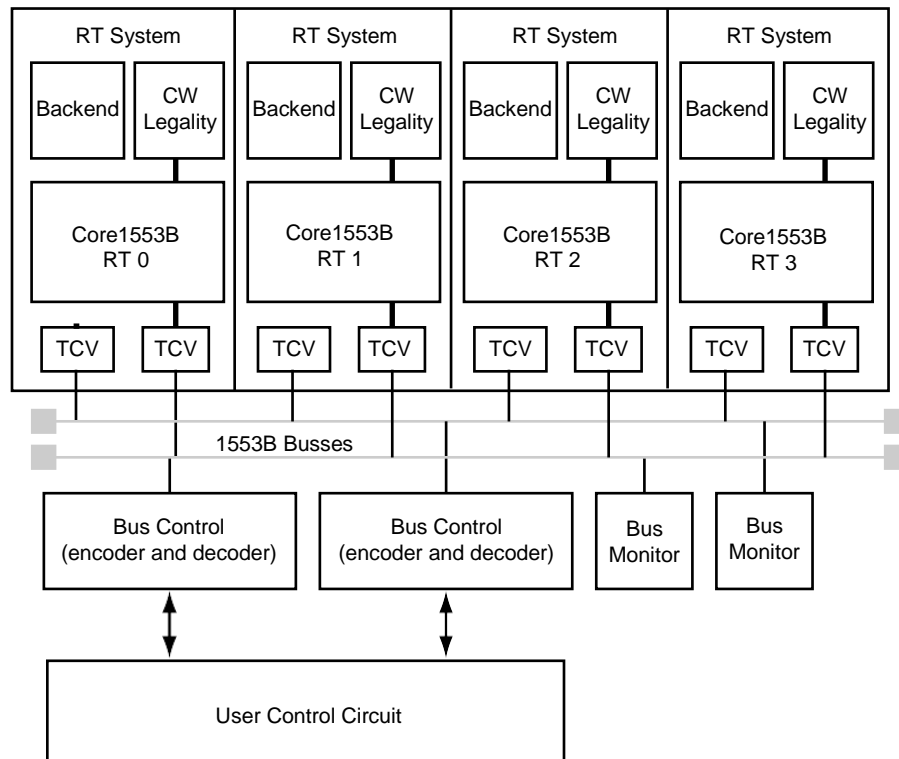 RT System
RT System
RT System
RT System
Backend
CW
Legality
Backend
CW
Legality
Backend
CW
Legality
Backend
CW
Legality
Core1553B
RT 0
Core1553B
RT 1
Core1553B
RT 2
Core1553B
RT 3
TCV
TCV
TCV
TCV
TCV
TCV
TCV
TCV
1553B Busses
Bus Control
(encoder and decoder)
Bus Control
(encoder and decoder)
Bus
Monitor
Bus
Monitor
User Control Circuit